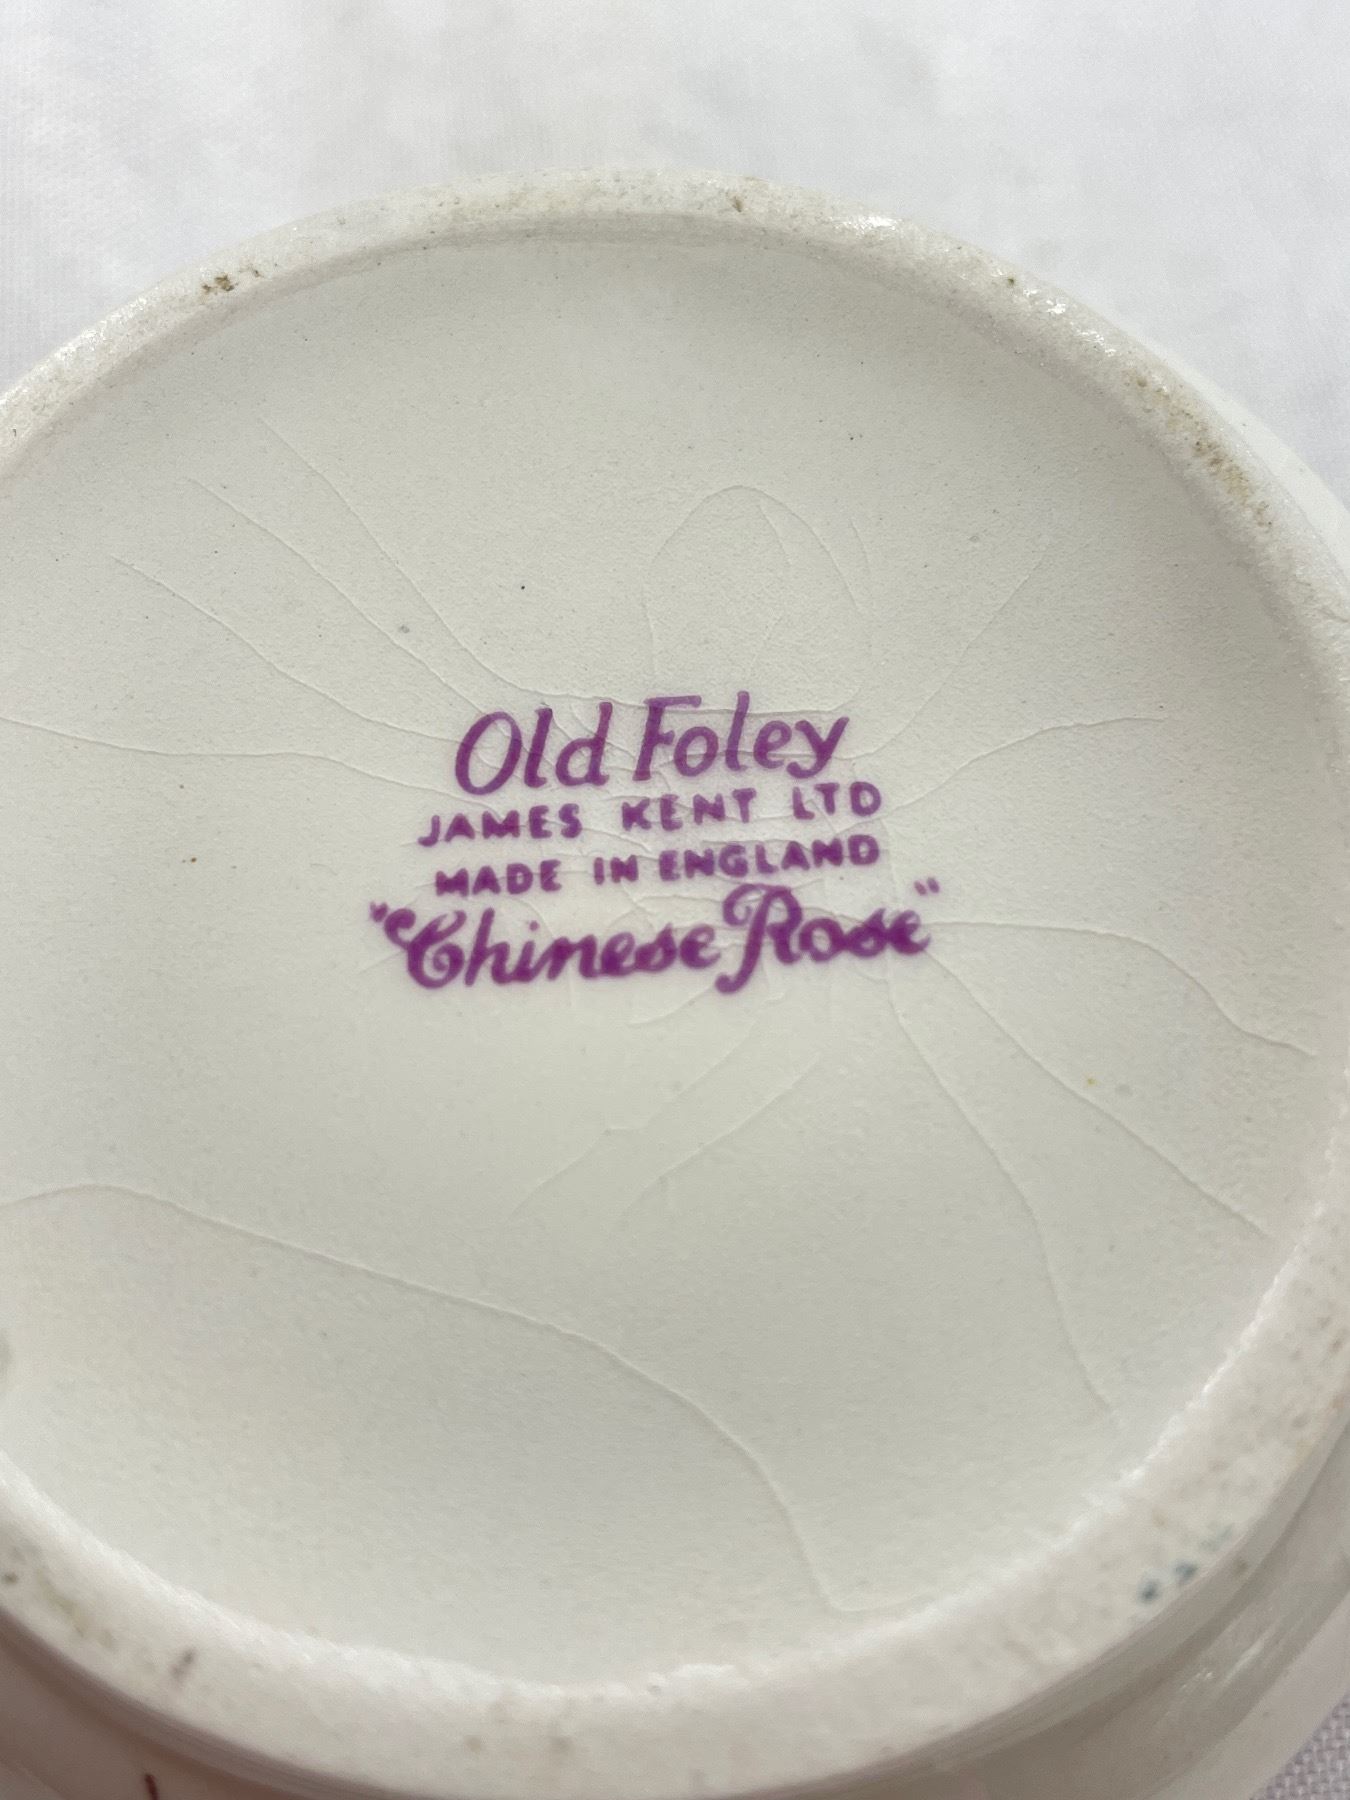 Old Foley
JAMES KENT LTD
MADE IN ENGLAND
"Chinese Rose"